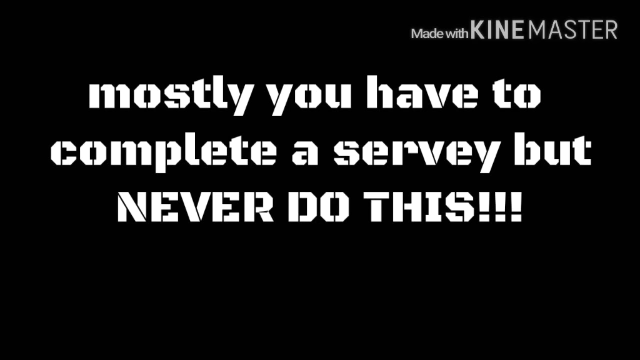 Made with KINEMASTER
mostly you have to
complete a servey but
NEVER DO THIS!!!